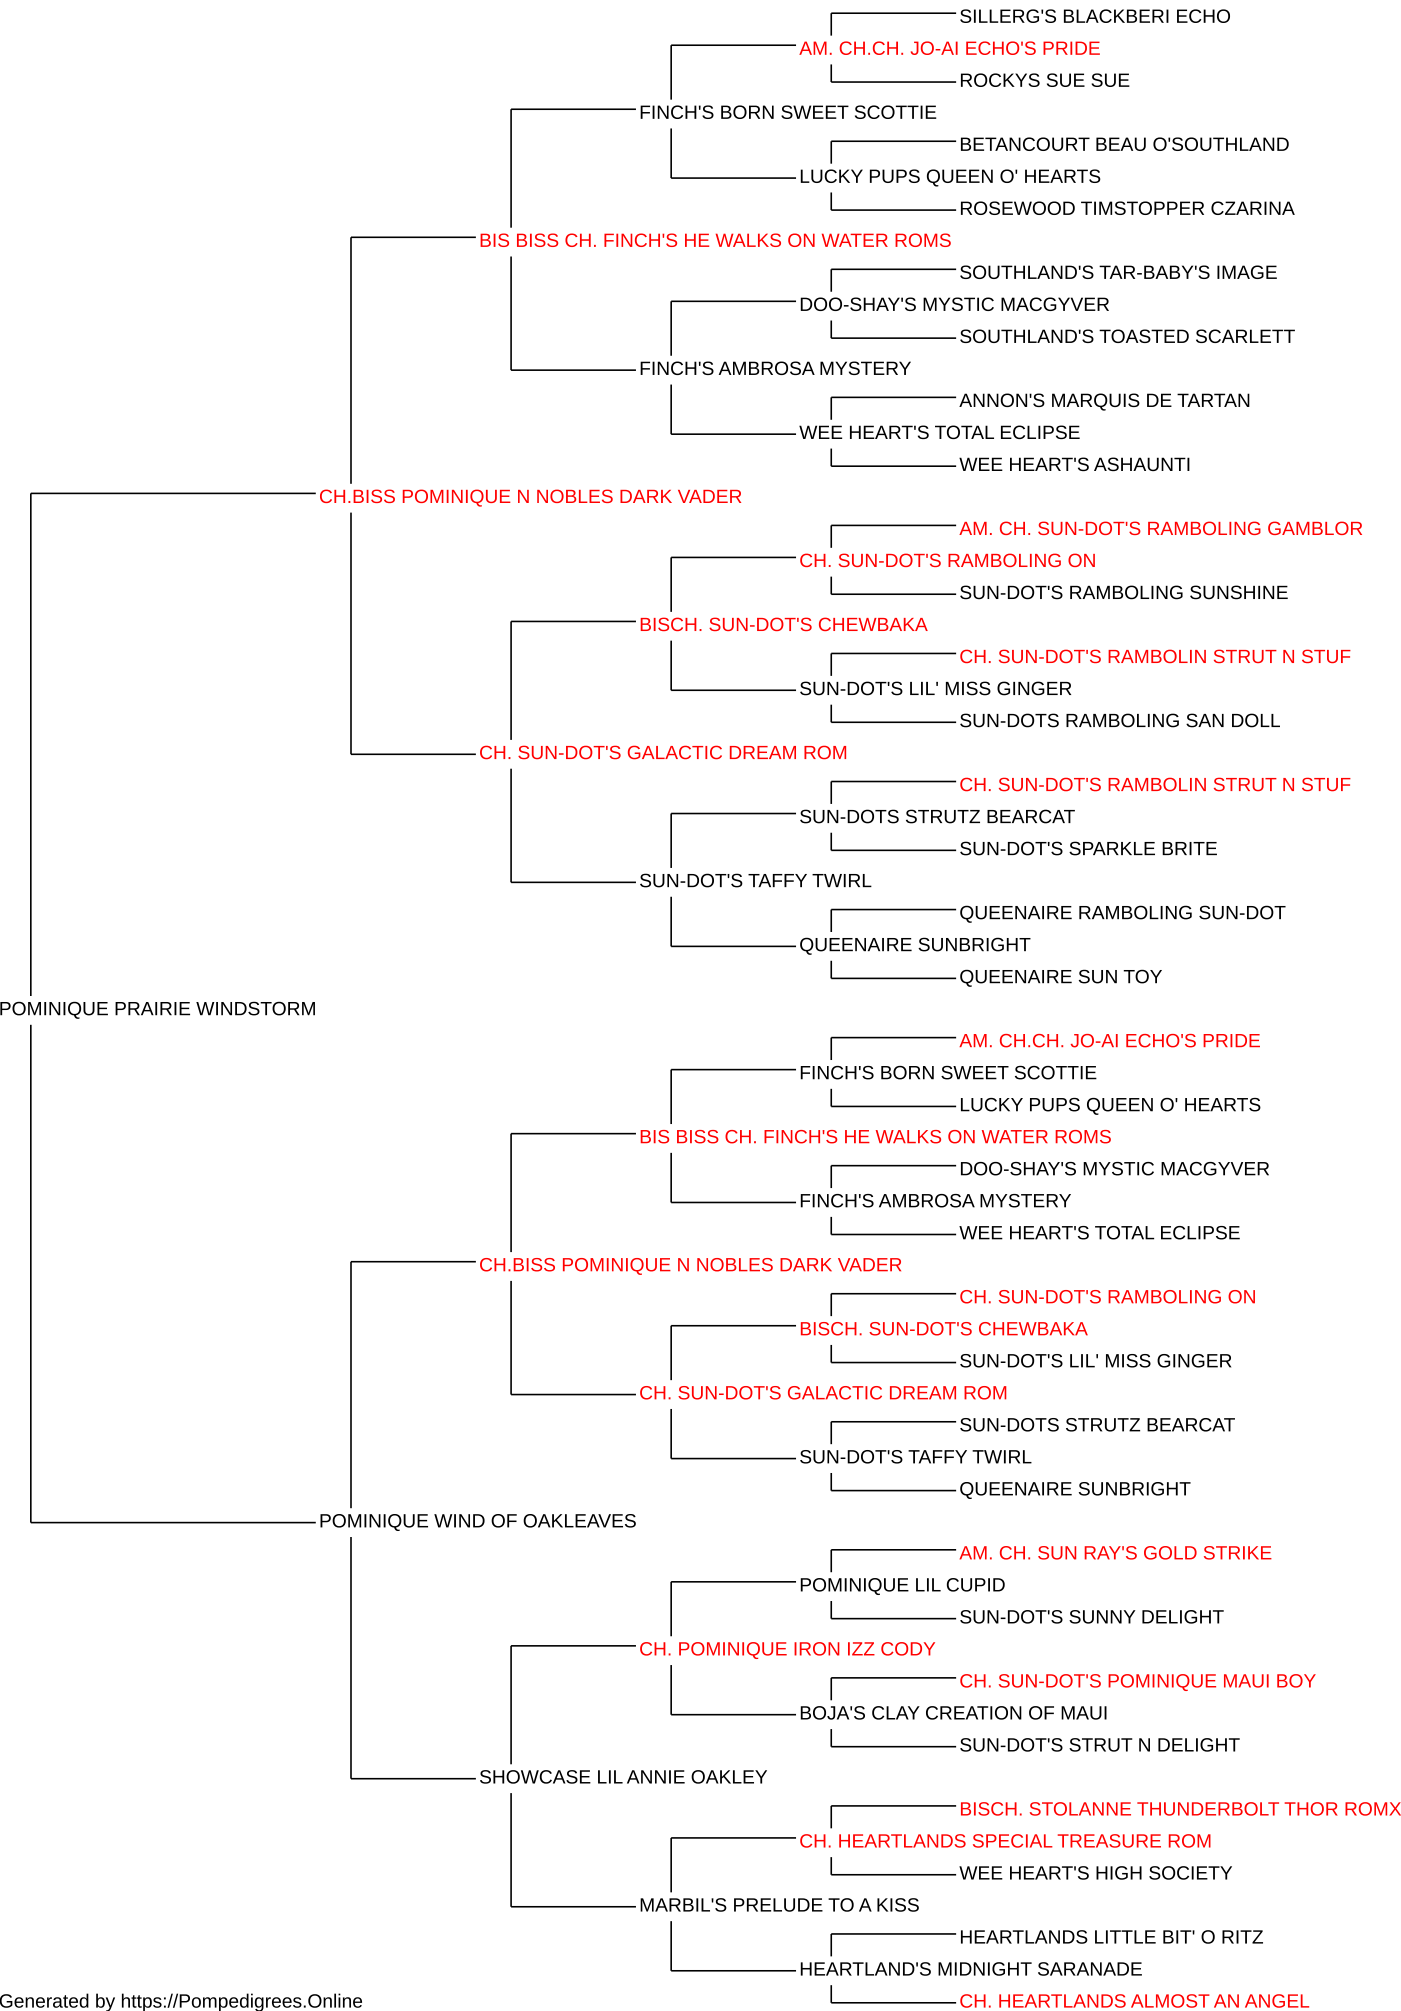 SILLERG'S BLACKBERI ECHO
AM. CH.CH. JO-AI ECHO'S PRIDE
ROCKYS SUE SUE
FINCH'S BORN SWEET SCOTTIE
BETANCOURT BEAU O'SOUTHLAND
LUCKY PUPS QUEEN O' HEARTS
ROSEWOOD TIMSTOPPER CZARINA
BIS BISS CH. FINCH'S HE WALKS ON WATER ROMS
SOUTHLAND'S TAR-BABY'S IMAGE
DOO-SHAY'S MYSTIC MACGYVER
SOUTHLAND'S TOASTED SCARLETT
FINCH'S AMBROSA MYSTERY
ANNON'S MARQUIS DE TARTAN
WEE HEART'S TOTAL ECLIPSE
WEE HEART'S ASHAUNTI
CH.BISS POMINIQUE N NOBLES DARK VADER
AM. CH. SUN-DOT'S RAMBOLING GAMBLOR
CH. SUN-DOT'S RAMBOLING ON
SUN-DOT'S RAMBOLING SUNSHINE
BISCH. SUN-DOT'S CHEWBAKA
CH. SUN-DOT'S RAMBOLIN STRUT N STUF
SUN-DOT'S LIL' MISS GINGER
SUN-DOTS RAMBOLING SAN DOLL
CH. SUN-DOT'S GALACTIC DREAM ROM
CH. SUN-DOT'S RAMBOLIN STRUT N STUF
SUN-DOTS STRUTZ BEARCAT
SUN-DOT'S SPARKLE BRITE
SUN-DOT'S TAFFY TWIRL
QUEENAIRE RAMBOLING SUN-DOT
QUEENAIRE SUNBRIGHT
QUEENAIRE SUN TOY
POMINIQUE PRAIRIE WINDSTORM
AM. CH.CH. JO-AI ECHO'S PRIDE
FINCH'S BORN SWEET SCOTTIE
LUCKY PUPS QUEEN O' HEARTS
BIS BISS CH. FINCH'S HE WALKS ON WATER ROMS
DOO-SHAY'S MYSTIC MACGYVER
FINCH'S AMBROSA MYSTERY
WEE HEART'S TOTAL ECLIPSE
CH.BISS POMINIQUE N NOBLES DARK VADER
CH. SUN-DOT'S RAMBOLING ON
BISCH. SUN-DOT'S CHEWBAKA
SUN-DOT'S LIL' MISS GINGER
CH. SUN-DOT'S GALACTIC DREAM ROM
SUN-DOTS STRUTZ BEARCAT
SUN-DOT'S TAFFY TWIRL
QUEENAIRE SUNBRIGHT
POMINIQUE WIND OF OAKLEAVES
AM. CH. SUN RAY'S GOLD STRIKE
POMINIQUE LIL CUPID
SUN-DOT'S SUNNY DELIGHT
CH. POMINIQUE IRON IZZ CODY
CH. SUN-DOT'S POMINIQUE MAUI BOY
BOJA'S CLAY CREATION OF MAUI
SUN-DOT'S STRUT N DELIGHT
SHOWCASE LIL ANNIE OAKLEY
BISCH. STOLANNE THUNDERBOLT THOR ROMX
CH. HEARTLANDS SPECIAL TREASURE ROM
WEE HEART'S HIGH SOCIETY
MARBIL'S PRELUDE TO A KISS
HEARTLANDS LITTLE BIT' O RITZ
HEARTLAND'S MIDNIGHT SARANADE
CH. HEARTLANDS ALMOST AN ANGEL
Generated by https://Pompedigrees.Online